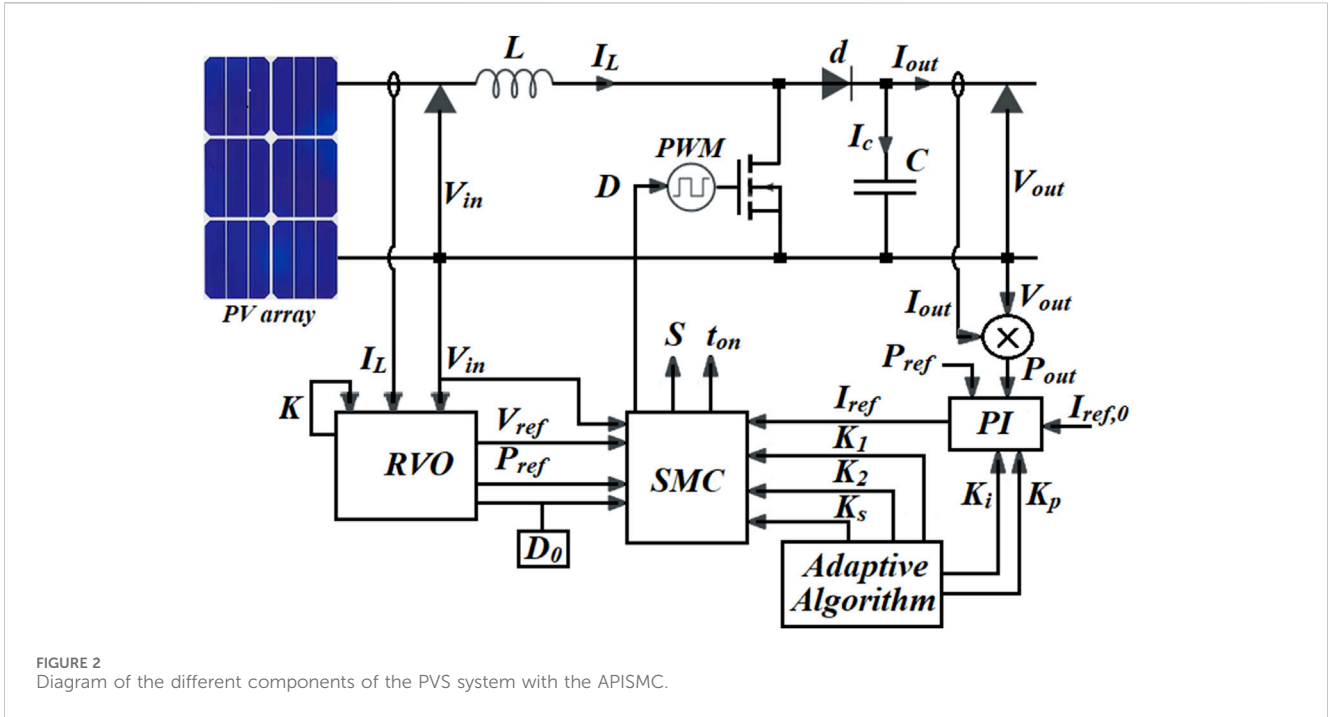 L
I_L
d
I_out
PWM
I_c
C
D
V_in
V_out
PV array
I_out
V_out
S
t_on
P_ref
P_out
I_L
V_in
K
V_ref
I_ref
PI
I_ref,0
RVO
P_ref
SMC
K_1
K_2
K_s
K_i
K_p
D_0
Adaptive
Algorithm
FIGURE 2
Diagram of the different components of the PVS system with the APISMC.